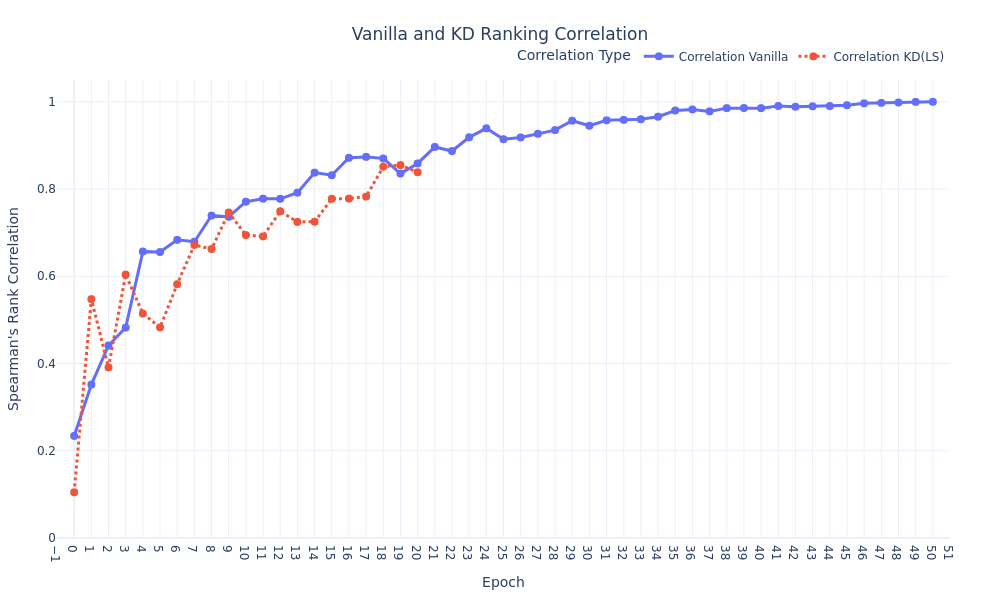 Vanilla and KD Ranking Correlation
Correlation Type Correlation Vanilla Correlation KD(LS)
Spearman's Rank Correlation
1
0.8
0.6
0.4
0.2
0
−1 0 1 2 3 4 5 6 7 8 9 10 11 12 13 14 15 16 17 18 19 20 21 22 23 24 25 26 27 28 29 30 31 32 33 34 35 36 37 38 39 40 41 42 43 44 45 46 47 48 49 50 51
Epoch